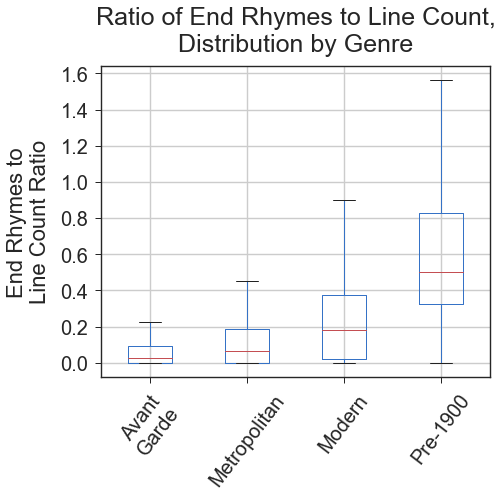 Ratio of End Rhymes to Line Count,
Distribution by Genre
End Rhymes to
Line Count Ratio
1.6
1.4
1.2
1.0
0.8
0.6
0.4
0.2
0.0
Avant
Garde
Metropolitan
Modern
Pre-1900